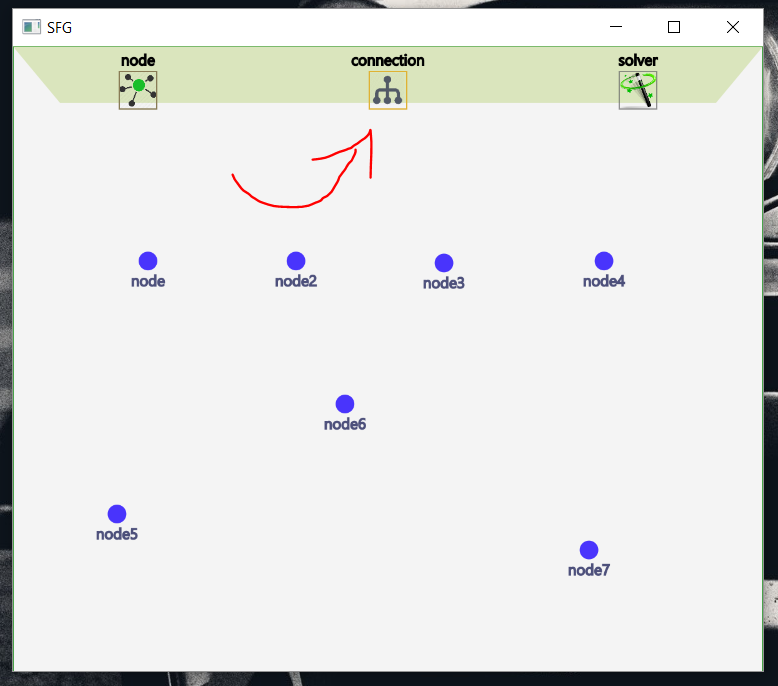 SFG
node connection solver
node node2 node3 node4
node6
node5
node7